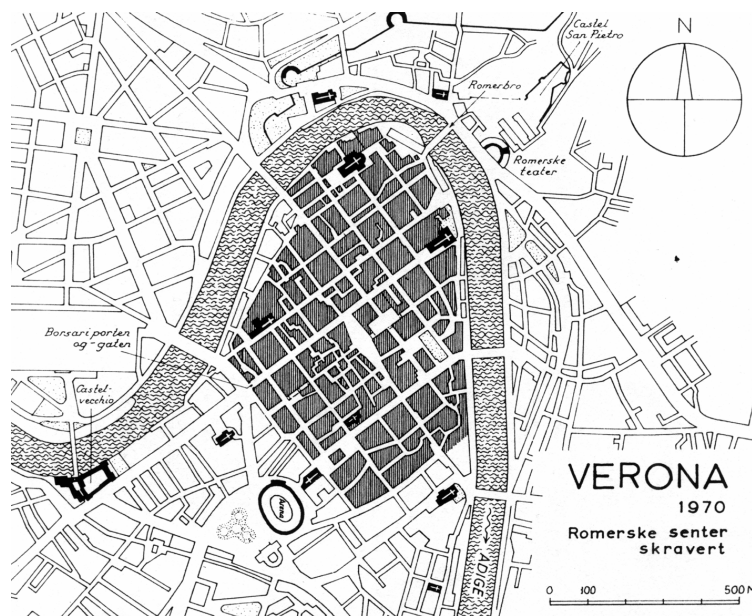 Castel
San Pietro
N
Romerbro
Romerske
teater
Borsariporten
og-gaten
Castel-
vecchio
Arena
VERONA
1970
Romerske senter
skravert
ADGE
0 100 500 M